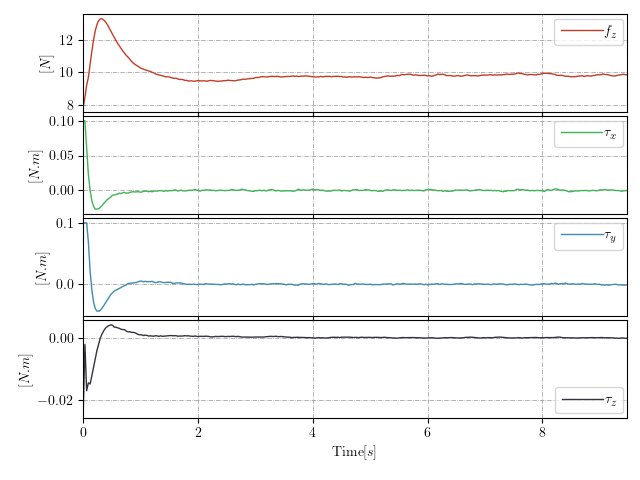 12
10
8
[N]
f_z
0.10
0.05
0.00
[N.m]
τ_x
0.1
0.0
[N.m]
τ_y
0.00
−0.02
[N.m]
τ_z
0 2 4 6 8
Time[s]